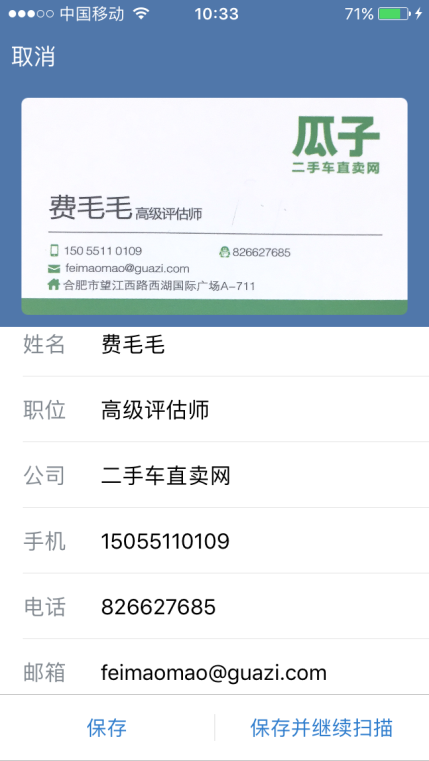 中国移动 10:33 71%
取消
瓜子
二手车直卖网
费毛毛 高级评估师
150 5511 0109 826627685
feimaomao@guazi.com
合肥市望江西路西湖国际广场A-711
姓名 费毛毛
职位 高级评估师
公司 二手车直卖网
手机 15055110109
电话 826627685
邮箱 feimaomao@guazi.com
保存 保存并继续扫描